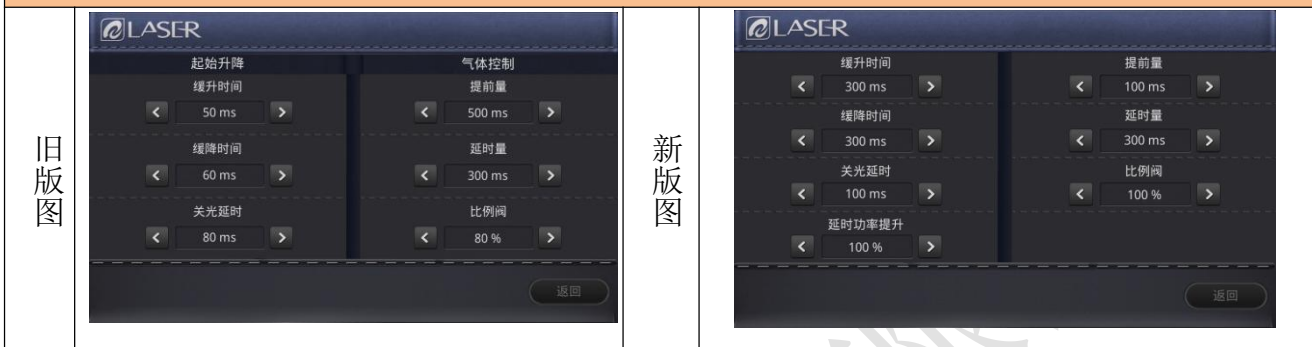 旧版图
LASER
起始升降
气体控制
缓升时间
提前量
< 50 ms >
< 500 ms >
缓降时间
延时量
< 60 ms >
< 300 ms >
关光延时
比例阀
< 80 ms >
< 80 % >
返回
新版图
LASER
缓升时间
提前量
< 300 ms >
< 100 ms >
缓降时间
延时量
< 300 ms >
< 300 ms >
关光延时
比例阀
< 100 ms >
< 100 % >
延时功率提升
< 100 % >
返回